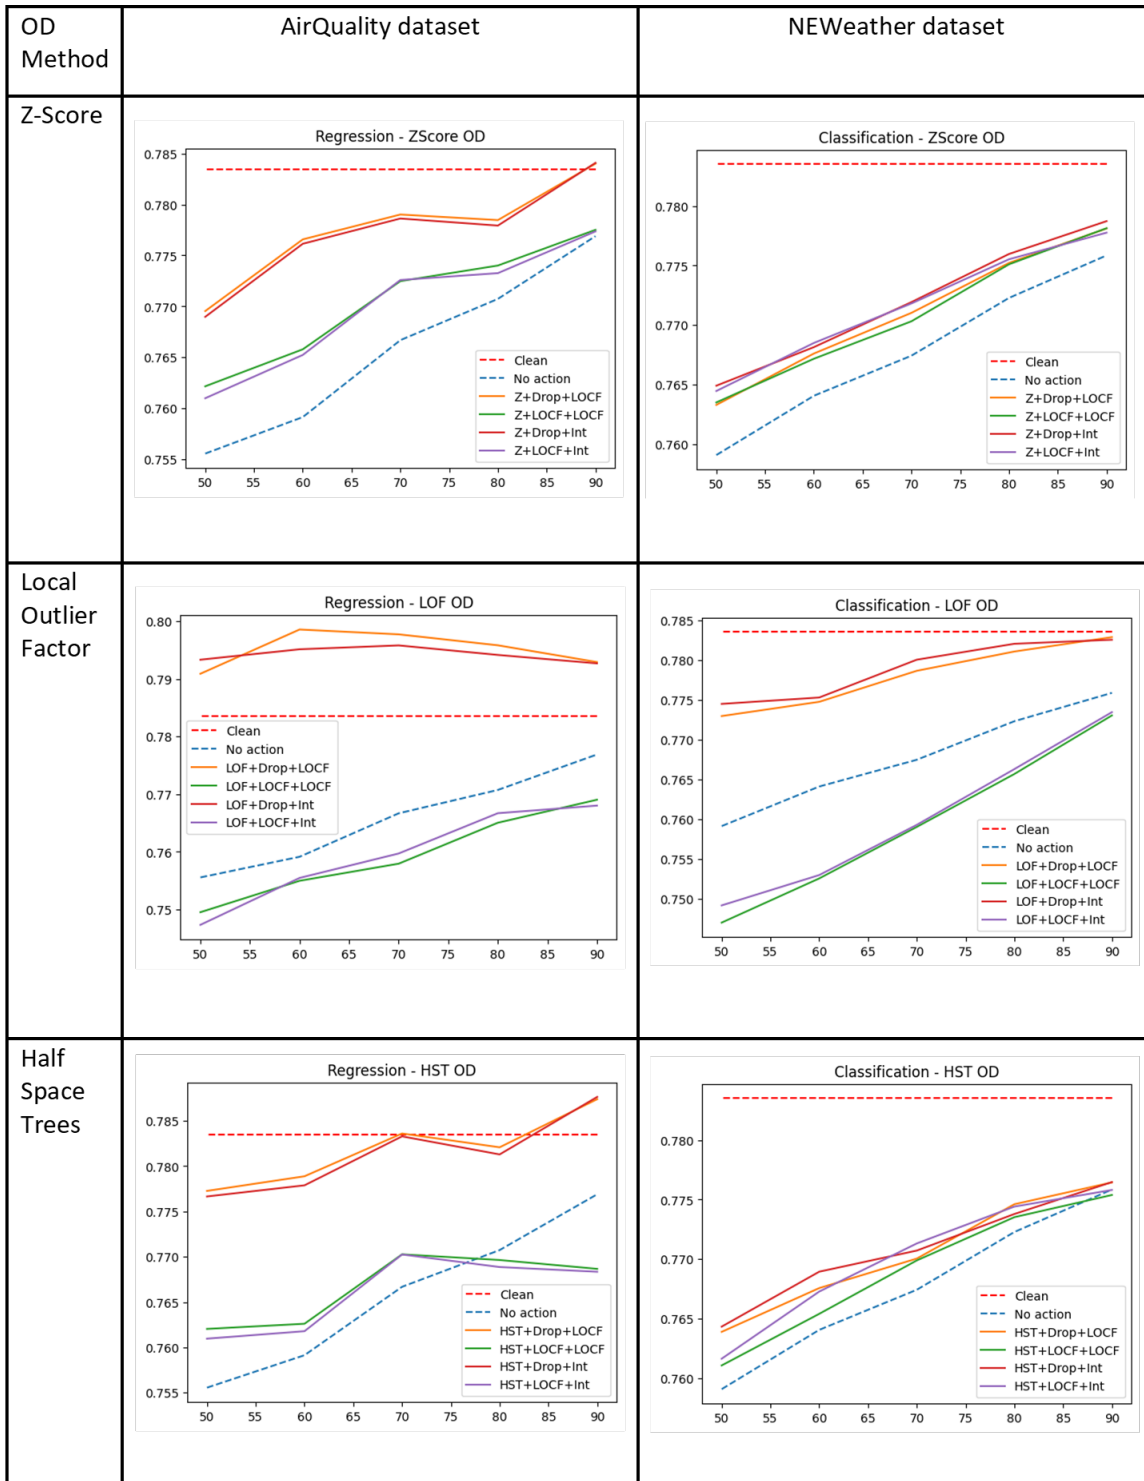 OD
Method
AirQuality dataset
NEWeather dataset
Z-Score
Regression - ZScore OD
0.785
0.780
0.775
0.770
0.765
0.760
0.755
50 55 60 65 70 75 80 85 90
Clean
No action
Z+Drop+LOCF
Z+LOCF+LOCF
Z+Drop+Int
Z+LOCF+Int
Classification - ZScore OD
0.780
0.775
0.770
0.765
0.760
50 55 60 65 70 75 80 85 90
Clean
No action
Z+Drop+LOCF
Z+LOCF+LOCF
Z+Drop+Int
Z+LOCF+Int
Local
Outlier
Factor
Regression - LOF OD
0.80
0.79
0.78
0.77
0.76
0.75
50 55 60 65 70 75 80 85 90
Clean
No action
LOF+Drop+LOCF
LOF+LOCF+LOCF
LOF+Drop+Int
LOF+LOCF+Int
Classification - LOF OD
0.785
0.780
0.775
0.770
0.765
0.760
0.755
0.750
50 55 60 65 70 75 80 85 90
Clean
No action
LOF+Drop+LOCF
LOF+LOCF+LOCF
LOF+Drop+Int
LOF+LOCF+Int
Half
Space
Trees
Regression - HST OD
0.785
0.780
0.775
0.770
0.765
0.760
0.755
50 55 60 65 70 75 80 85 90
Clean
No action
HST+Drop+LOCF
HST+LOCF+LOCF
HST+Drop+Int
HST+LOCF+Int
Classification - HST OD
0.780
0.775
0.770
0.765
0.760
50 55 60 65 70 75 80 85 90
Clean
No action
HST+Drop+LOCF
HST+LOCF+LOCF
HST+Drop+Int
HST+LOCF+Int